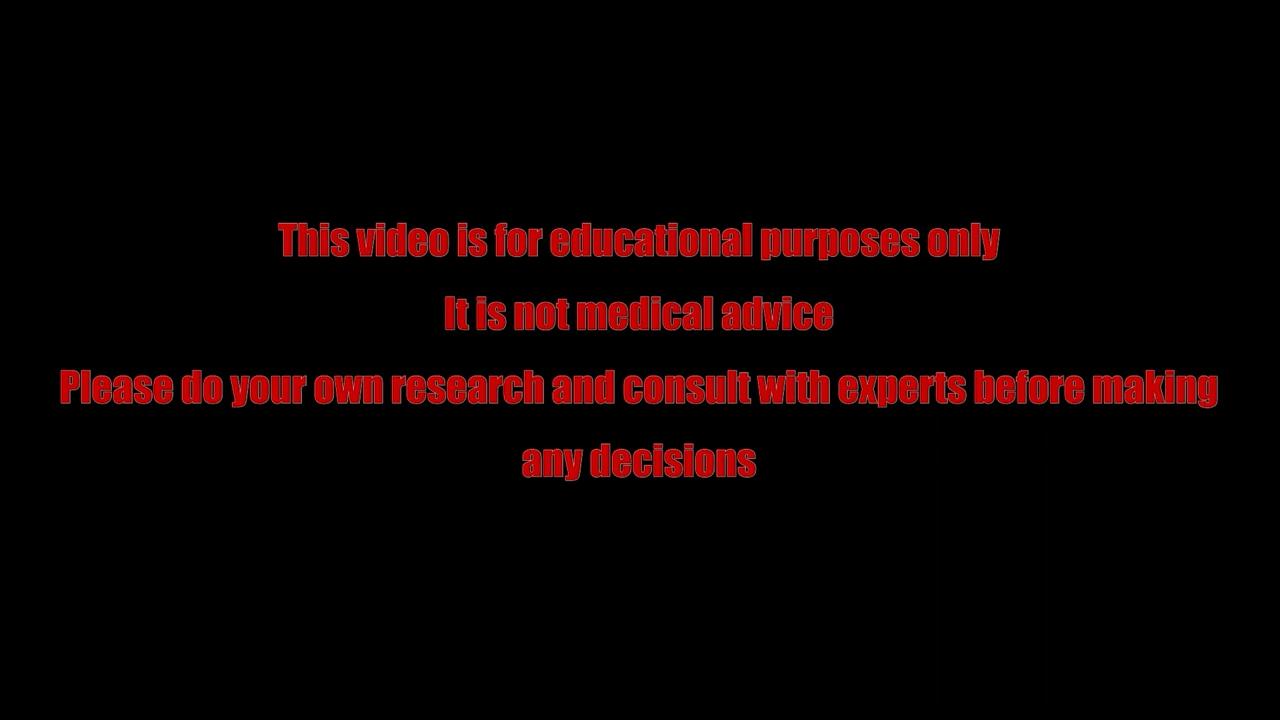 This video is for educational purposes only
It is not medical advice
Please do your own research and consult with experts before making
any decisions